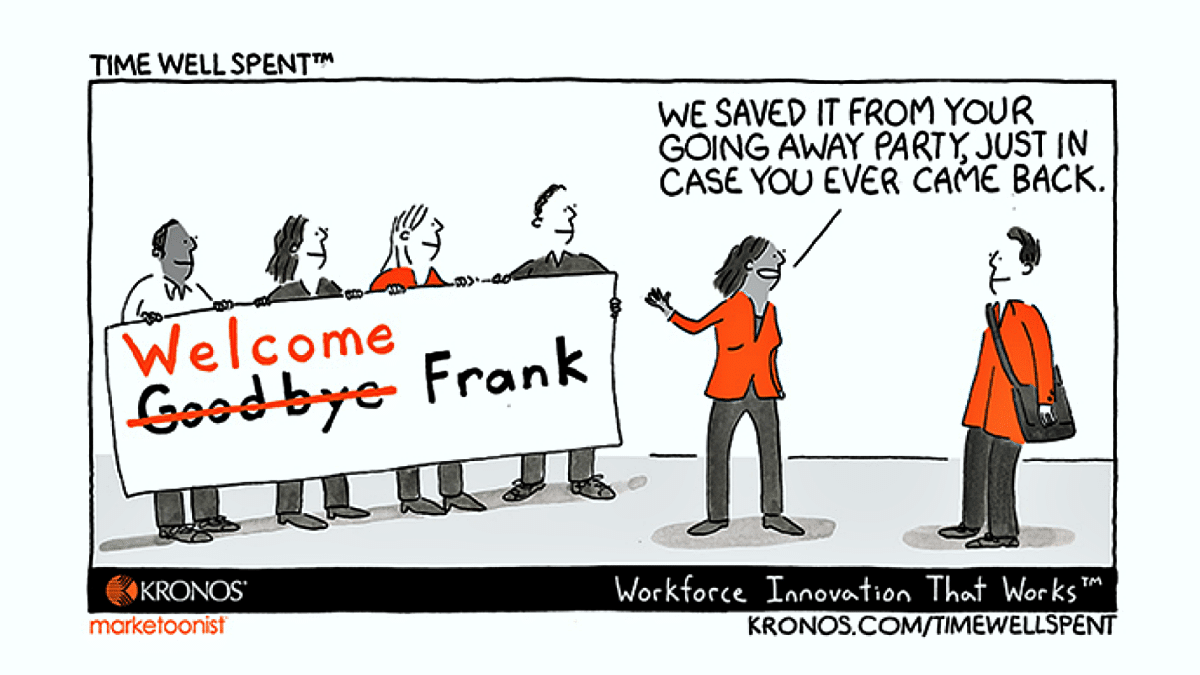 TIME WELL SPENT™
WE SAVED IT FROM YOUR
GOING AWAY PARTY, JUST IN
CASE YOU EVER CAME BACK.
Welcome
Goodbye Frank
KRONOS®
Workforce Innovation That Works™
marketoonist
KRONOS.COM/TIMEWELLSPENT